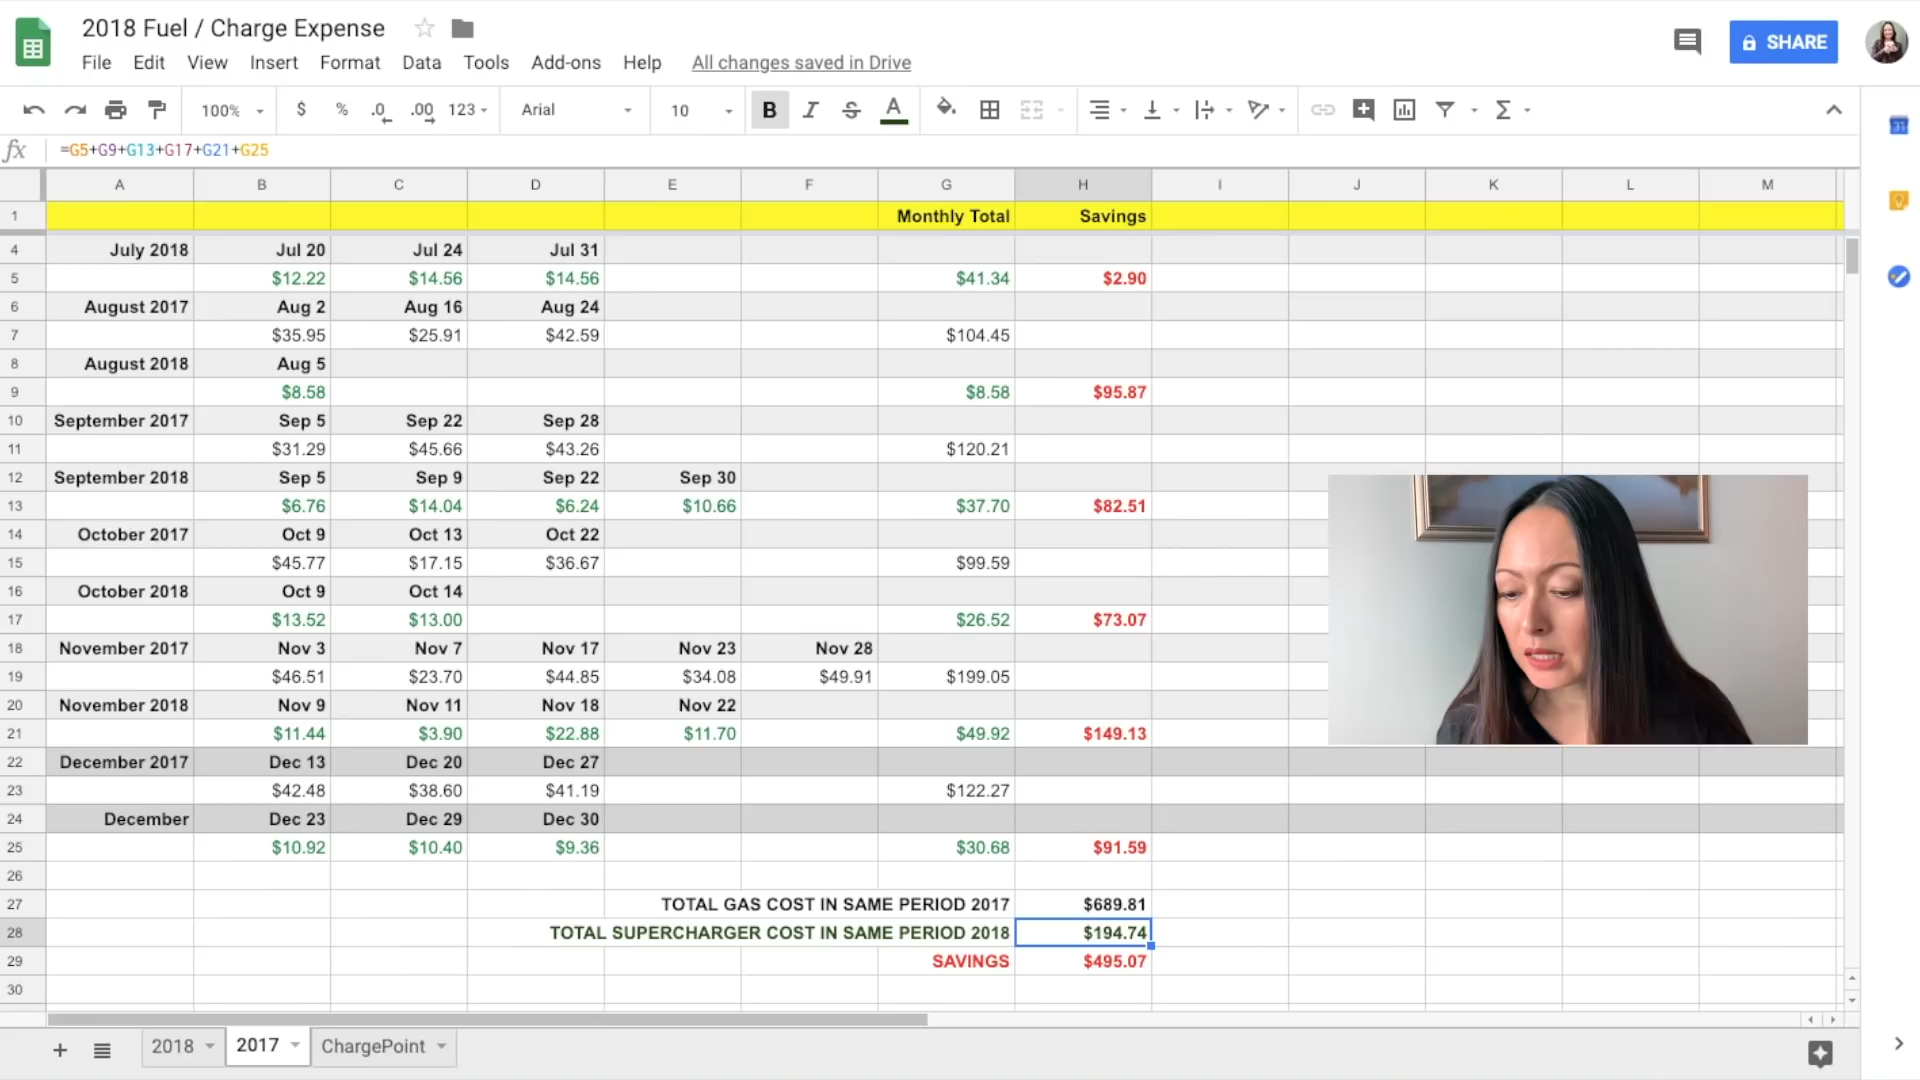 2018 Fuel / Charge Expense
File Edit View Insert Format Data Tools Add-ons Help All changes saved in Drive
SHARE
100% $ % .0 .00 123 Arial 10 B I S A Σ
fx =G5+G9+G13+G17+G21+G25
A B C D E F G H I J K L M
1 Monthly Total Savings
4 July 2018 Jul 20 Jul 24 Jul 31
5 $12.22 $14.56 $14.56 $41.34 $2.90
6 August 2017 Aug 2 Aug 16 Aug 24
7 $35.95 $25.91 $42.59 $104.45
8 August 2018 Aug 5
9 $8.58 $8.58 $95.87
10 September 2017 Sep 5 Sep 22 Sep 28
11 $31.29 $45.66 $43.26 $120.21
12 September 2018 Sep 5 Sep 9 Sep 22 Sep 30
13 $6.76 $14.04 $6.24 $10.66 $37.70 $82.51
14 October 2017 Oct 9 Oct 13 Oct 22
15 $45.77 $17.15 $36.67 $99.59
16 October 2018 Oct 9 Oct 14
17 $13.52 $13.00 $26.52 $73.07
18 November 2017 Nov 3 Nov 7 Nov 17 Nov 23 Nov 28
19 $46.51 $23.70 $44.85 $34.08 $49.91 $199.05
20 November 2018 Nov 9 Nov 11 Nov 18 Nov 22
21 $11.44 $3.90 $22.88 $11.70 $49.92 $149.13
22 December 2017 Dec 13 Dec 20 Dec 27
23 $42.48 $38.60 $41.19 $122.27
24 December Dec 23 Dec 29 Dec 30
25 $10.92 $10.40 $9.36 $30.68 $91.59
26
27 TOTAL GAS COST IN SAME PERIOD 2017 $689.81
28 TOTAL SUPERCHARGER COST IN SAME PERIOD 2018 $194.74
29 SAVINGS $495.07
30
2018 2017 ChargePoint
31